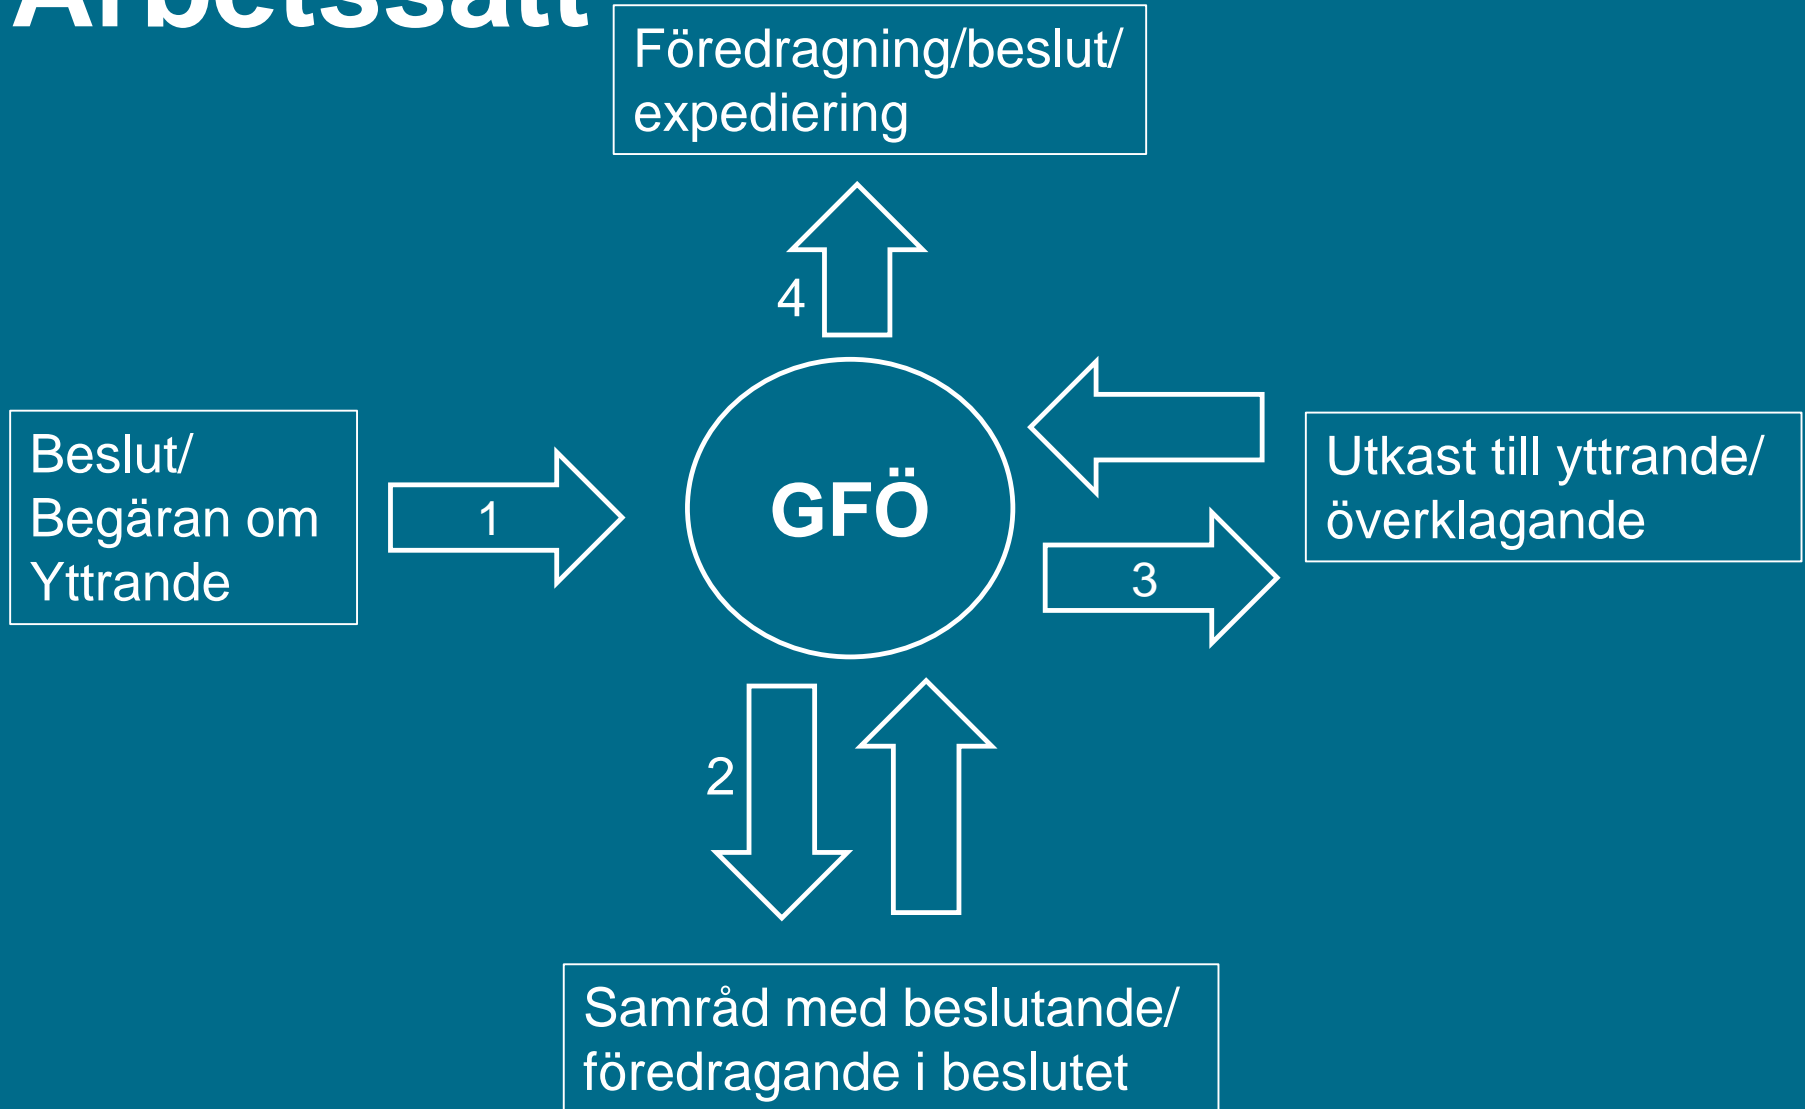 Arbetssätt
Föredragning/beslut/
expediering
4
Beslut/
Begäran om
Yttrande
1
GFÖ
Utkast till yttrande/
överklagande
3
2
Samråd med beslutande/
föredragande i beslutet